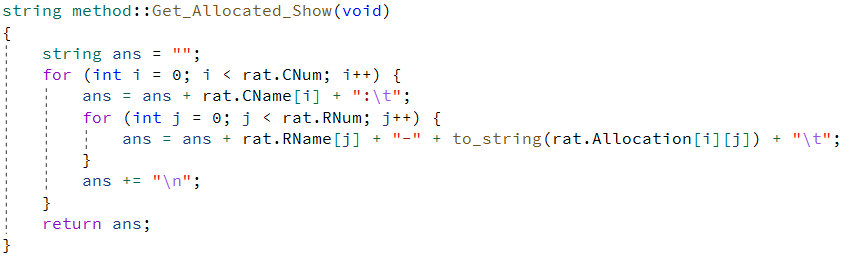 string method::Get_Allocated_Show(void)
{
    string ans = "";
    for (int i = 0; i < rat.CNum; i++) {
        ans = ans + rat.CName[i] + ":\t";
        for (int j = 0; j < rat.RNum; j++) {
            ans = ans + rat.RName[j] + "-" + to_string(rat.Allocation[i][j]) + "\t";
        }
        ans += "\n";
    }
    return ans;
}